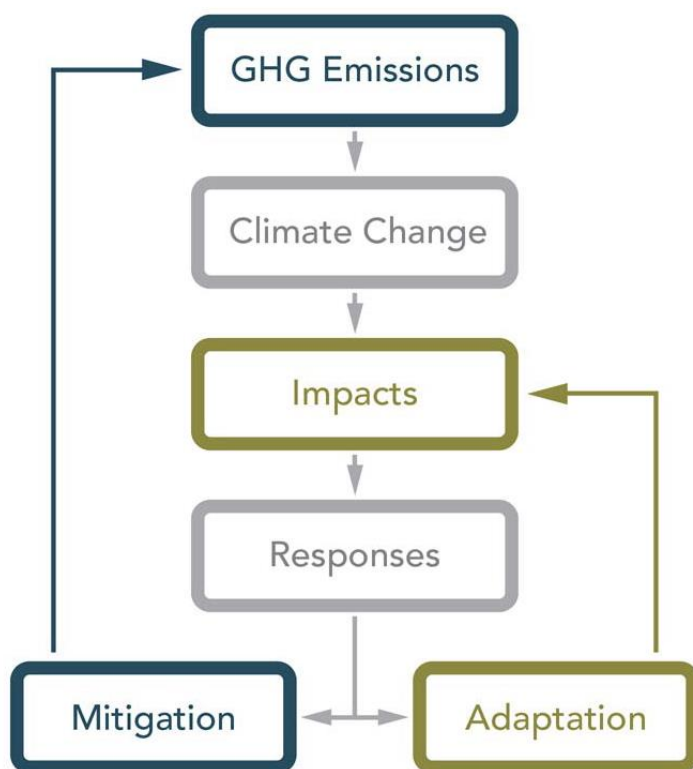 GHG Emissions
Climate Change
Impacts
Responses
Mitigation
Adaptation